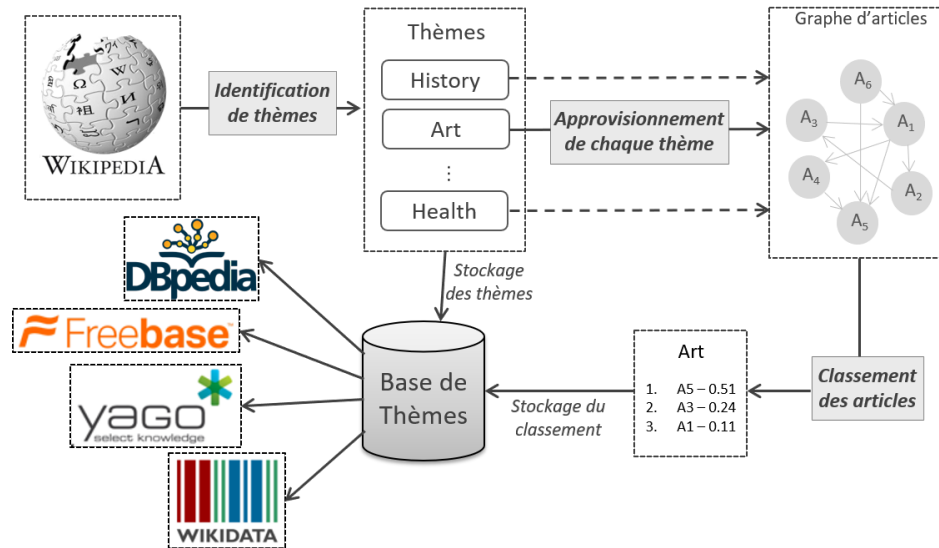 Thèmes
Graphe d'articles
History
Art
⋮
Health
Identification
de thèmes
Approvisionnement
de chaque thème
Ω
W
И
祖
WIKIPEDIA
A6
A3
A1
A4
A2
A5
Stockage
des thèmes
DBpedia
Freebase™
yago
select knowledge
WIKIDATA
Base de
Thèmes
Stockage du
classement
Art
1. A5 – 0.51
2. A3 – 0.24
3. A1 – 0.11
Classement
des articles